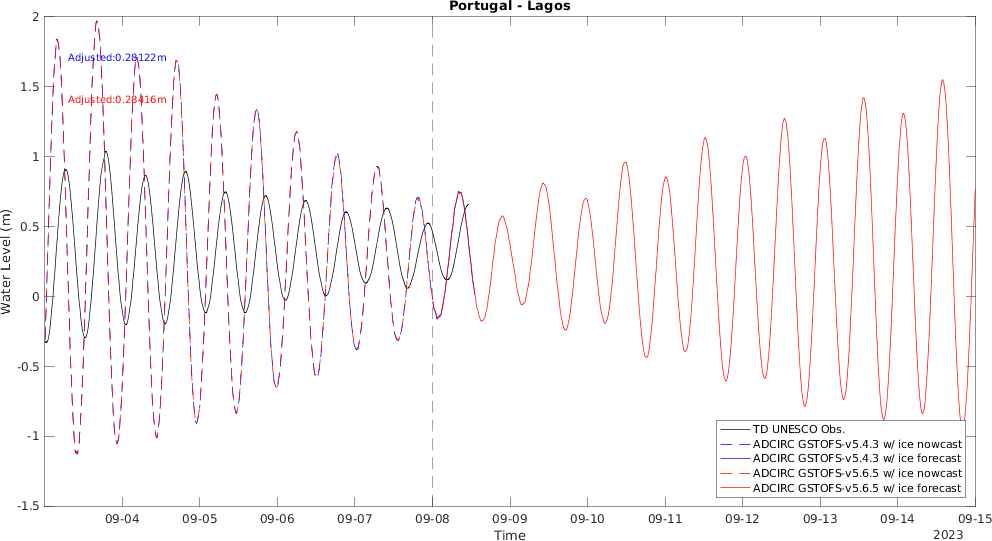 Portugal - Lagos
Adjusted:0.28122m
Adjusted:0.28416m
Water Level (m)
2
1.5
1
0.5
0
-0.5
-1
-1.5
09-04 09-05 09-06 09-07 09-08 09-09 09-10 09-11 09-12 09-13 09-14 09-15
Time
2023
TD UNESCO Obs.
ADCIRC GSTOFS-v5.4.3 w/ ice nowcast
ADCIRC GSTOFS-v5.4.3 w/ ice forecast
ADCIRC GSTOFS-v5.6.5 w/ ice nowcast
ADCIRC GSTOFS-v5.6.5 w/ ice forecast